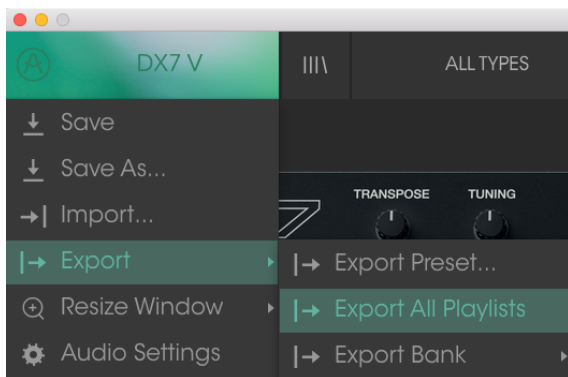 DX7 V
ALL TYPES
Save
Save As...
Import...
TRANSPOSE TUNING
Export
Export Preset...
Resize Window
Export All Playlists
Audio Settings
Export Bank